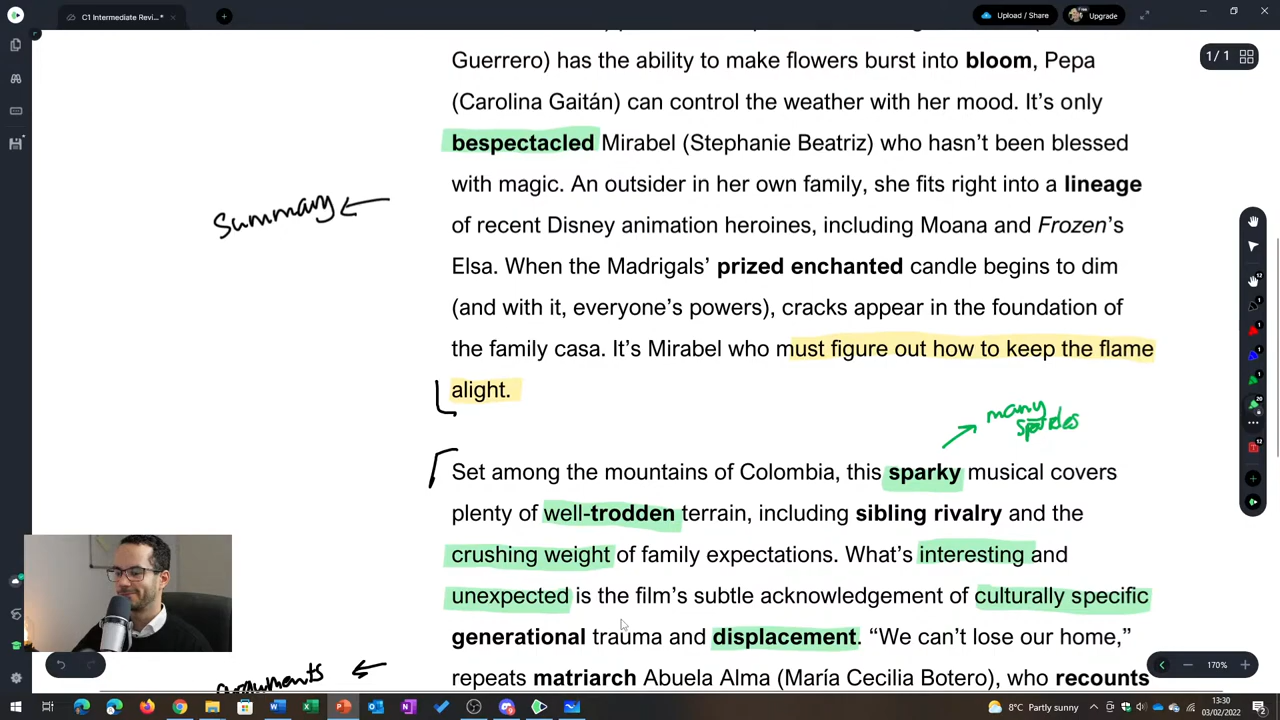 C1 Intermediate Revi...*
Upload / Share
Upgrade
1 / 1
Guerrero) has the ability to make flowers burst into bloom, Pepa
(Carolina Gaitán) can control the weather with her mood. It's only
bespectacled Mirabel (Stephanie Beatriz) who hasn't been blessed
with magic. An outsider in her own family, she fits right into a lineage
Summary
of recent Disney animation heroines, including Moana and Frozen's
Elsa. When the Madrigals' prized enchanted candle begins to dim
(and with it, everyone's powers), cracks appear in the foundation of
the family casa. It's Mirabel who must figure out how to keep the flame
alight.
many
Set among the mountains of Colombia, this sparky musical covers
plenty of well-trodden terrain, including sibling rivalry and the
crushing weight of family expectations. What's interesting and
unexpected is the film's subtle acknowledgement of culturally specific
generational trauma and displacement. "We can't lose our home,"
repeats matriarch Abuela Alma (María Cecilia Botero), who recounts
170%
8°C Partly sunny
13:30
03/02/2022